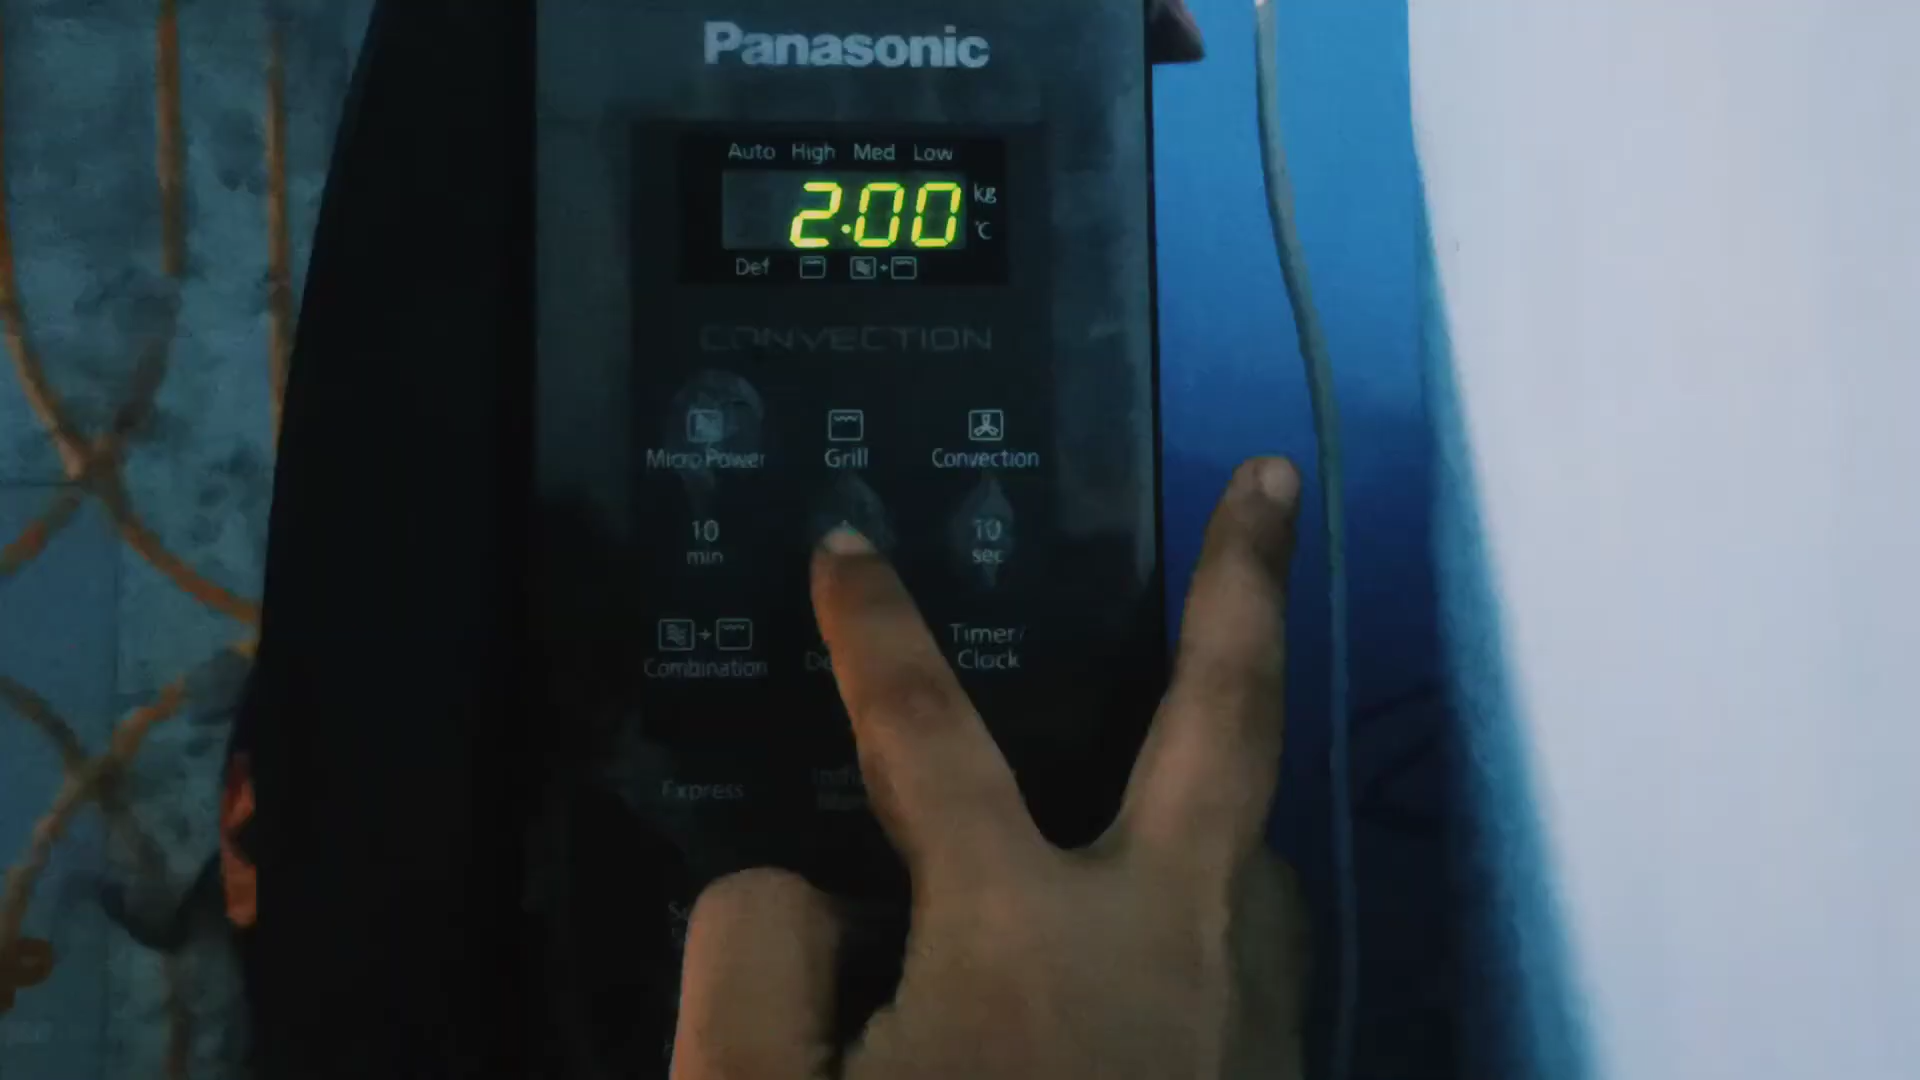 Panasonic
Auto High Med Low
2:00 kg
℃
Def
CONVECTION
Micro Power Grill Convection
10 10
min sec
Timer/
Clock
Combination
Express